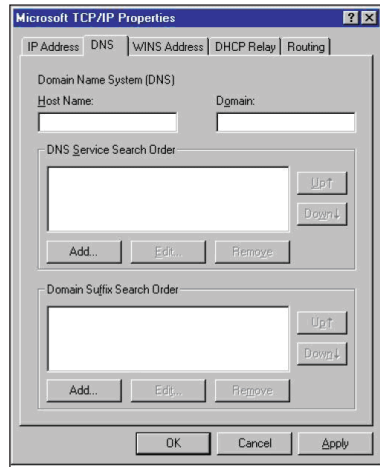 Microsoft TCP/IP Properties
IP Address DNS WINS Address DHCP Relay Routing
Domain Name System (DNS)
Host Name: Domain:
DNS Service Search Order
Up↑
Down↓
Add... Edit... Remove
Domain Suffix Search Order
Up↑
Down↓
Add... Edit... Remove
OK Cancel Apply